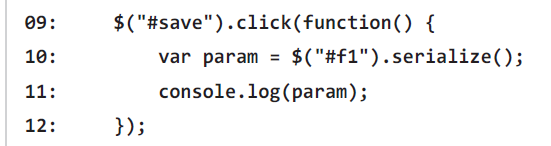 09:     $("#save").click(function() {
10:         var param = $("#f1").serialize();
11:         console.log(param);
12:     });